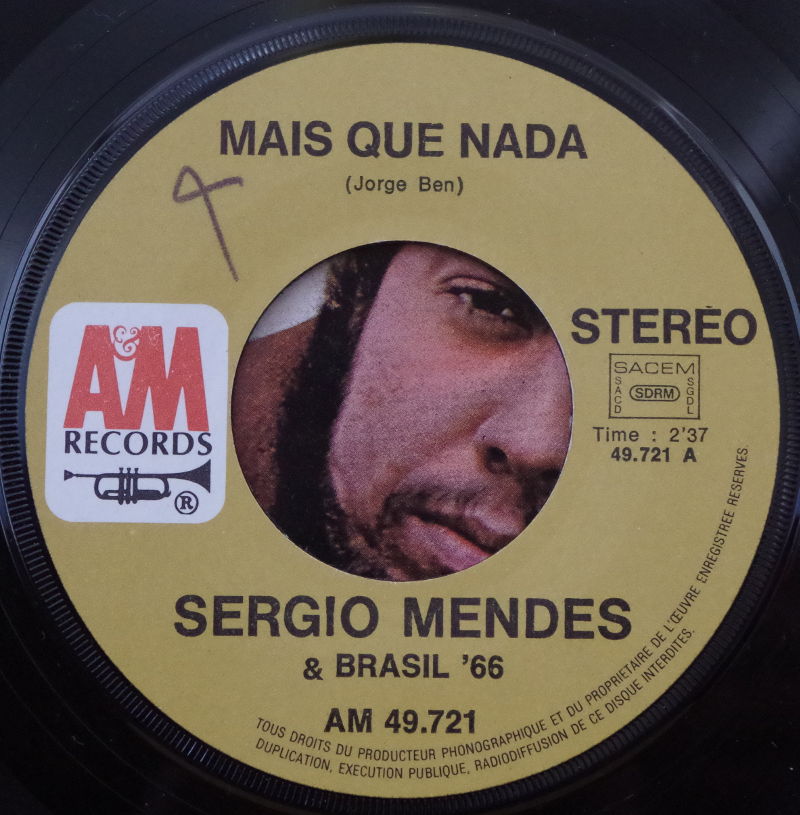 MAIS QUE NADA
(Jorge Ben)
A&M
RECORDS
®
STERÉO
SACEM
SACD
SDRM
SGDL
Time : 2'37
49.721 A
SERGIO MENDES
& BRASIL '66
AM 49.721
TOUS DROITS DU PRODUCTEUR PHONOGRAPHIQUE ET DU PROPRIETAIRE DE L'ŒUVRE ENREGISTREE RESERVES.
DUPLICATION, EXECUTION PUBLIQUE, RADIODIFFUSION DE CE DISQUE INTERDITES.